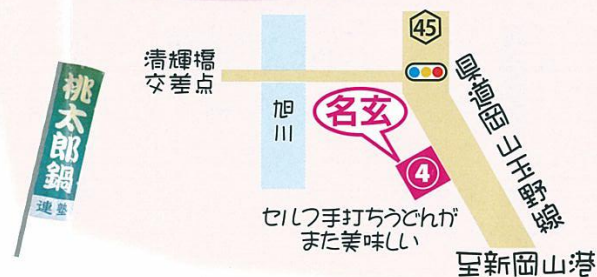 桃太郎鍋
連塾
清輝橋
交差点
旭川
45
名玄
④
県道岡山玉野線
セルフ手打ちうどんが
また美味しい
至新岡山港